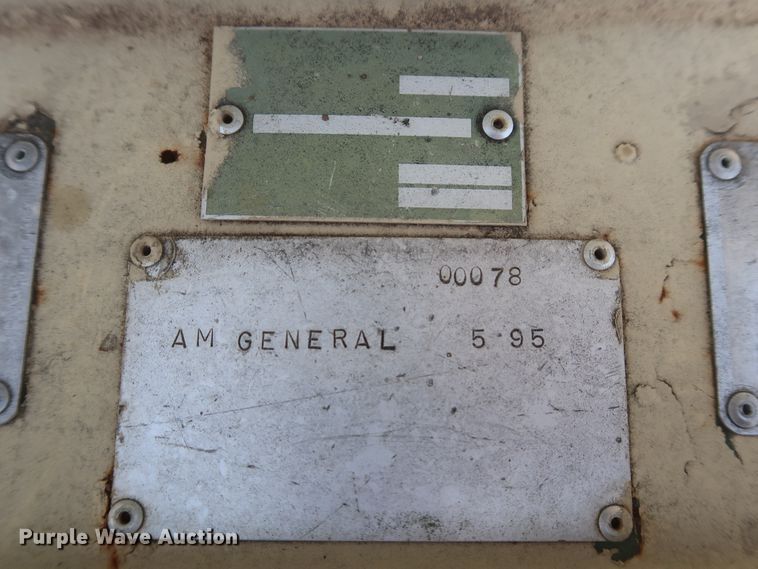 00078
AM GENERAL 5 95
Purple Wave Auction